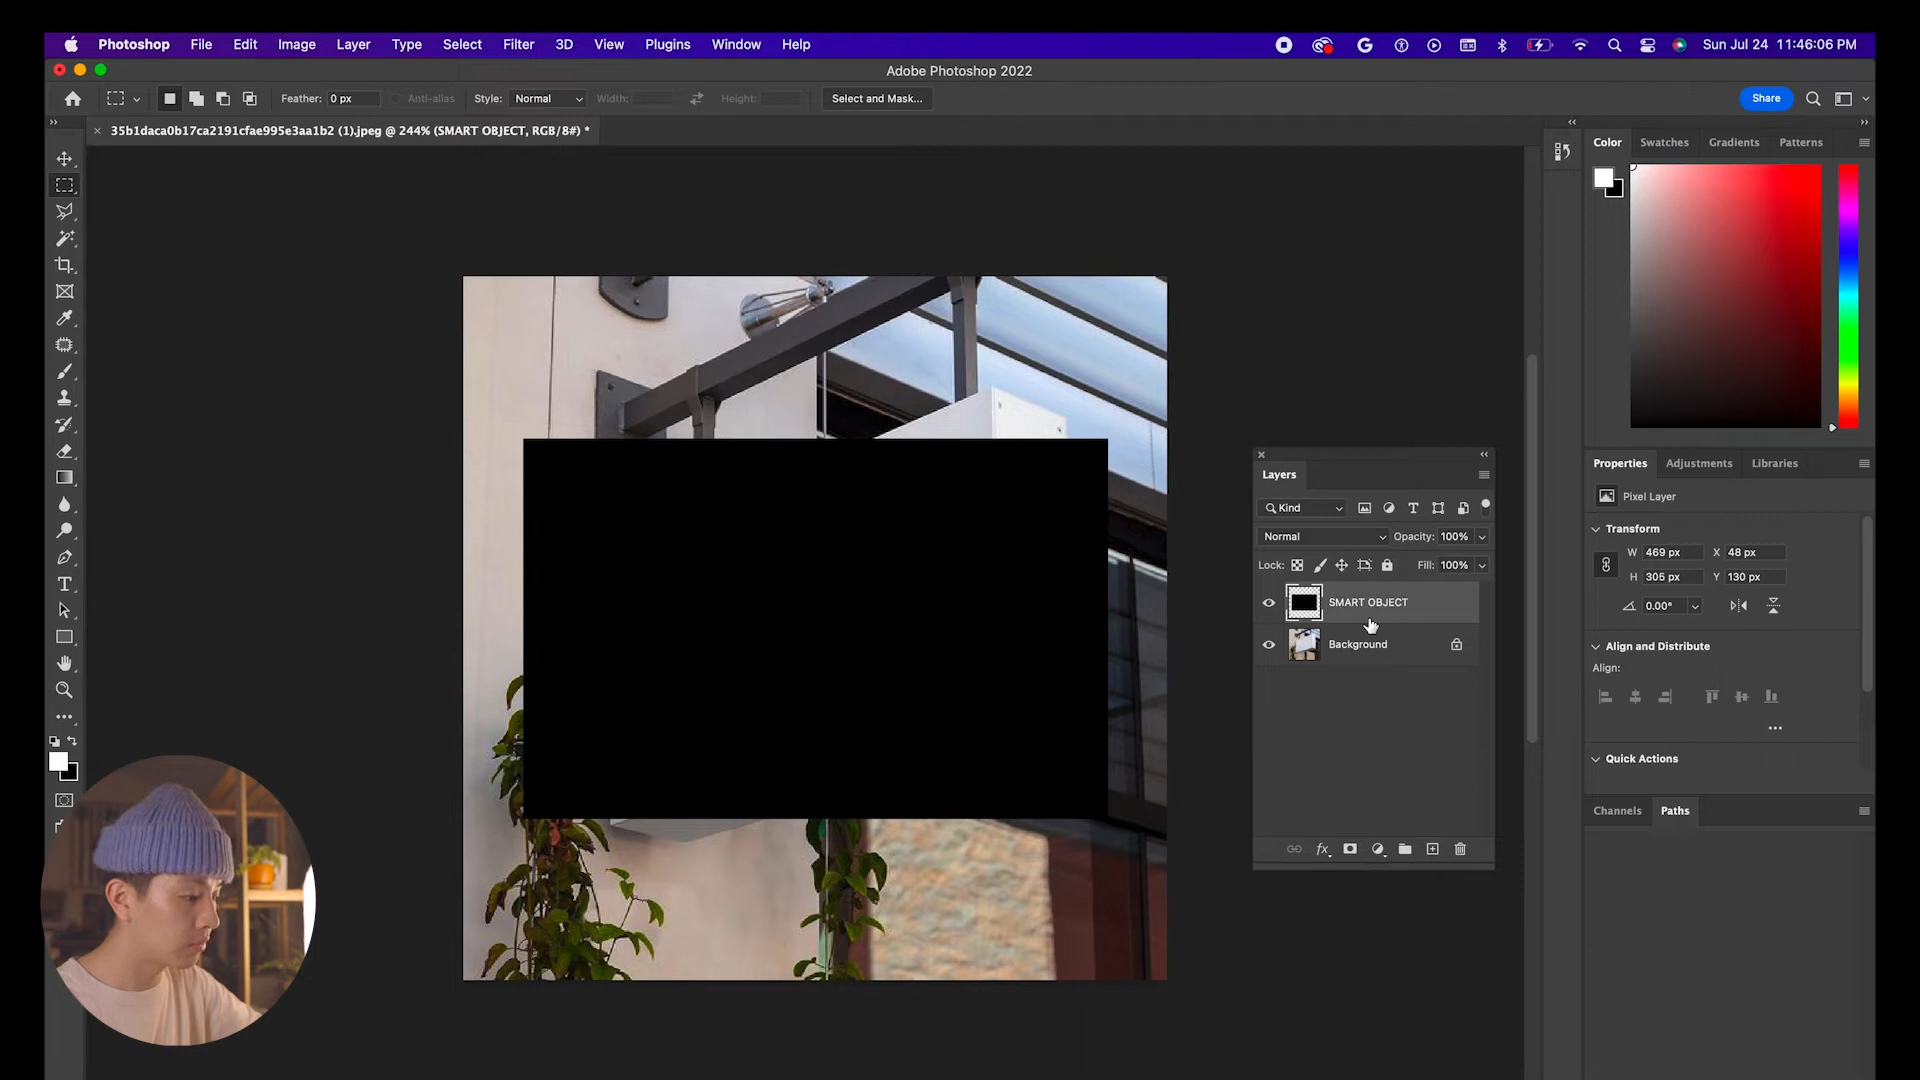 Photoshop File Edit Image Layer Type Select Filter 3D View Plugins Window Help Sun Jul 24 11:46:06 PM
Adobe Photoshop 2022
Feather: 0 px Anti-alias Style: Normal Width: Height: Select and Mask... Share
35b1daca0b17ca2191cfae995e3aa1b2 (1).jpeg @ 244% (SMART OBJECT, RGB/8#) *
Color Swatches Gradients Patterns
Layers
Kind
Normal Opacity: 100%
Lock: Fill: 100%
SMART OBJECT
Background
Properties Adjustments Libraries
Pixel Layer
Transform
W 469 px X 48 px
H 305 px Y 130 px
0.00°
Align and Distribute
Align:
Quick Actions
Channels Paths